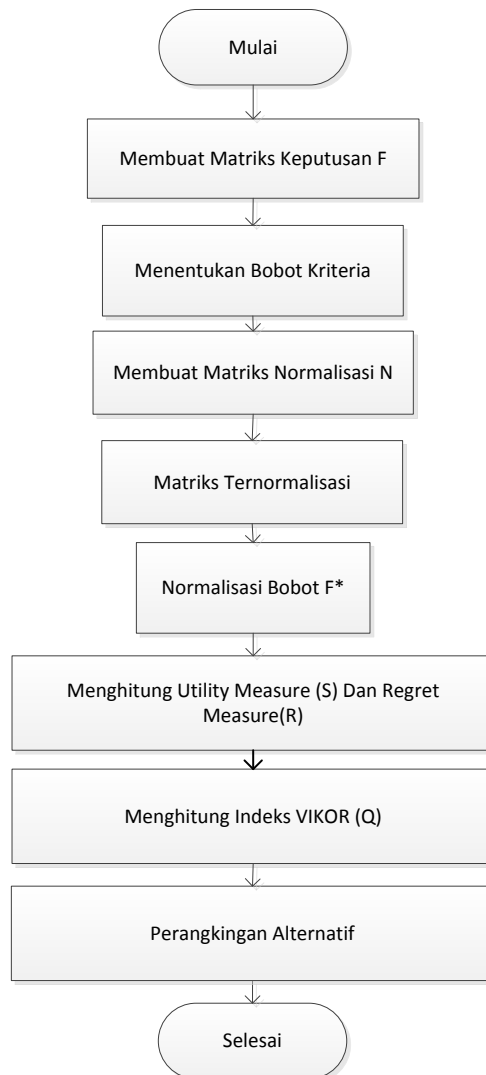 Mulai
Membuat Matriks Keputusan F
Menentukan Bobot Kriteria
Membuat Matriks Normalisasi N
Matriks Ternormalisasi
Normalisasi Bobot F*
Menghitung Utility Measure (S) Dan Regret
Measure(R)
Menghitung Indeks VIKOR (Q)
Perangkingan Alternatif
Selesai